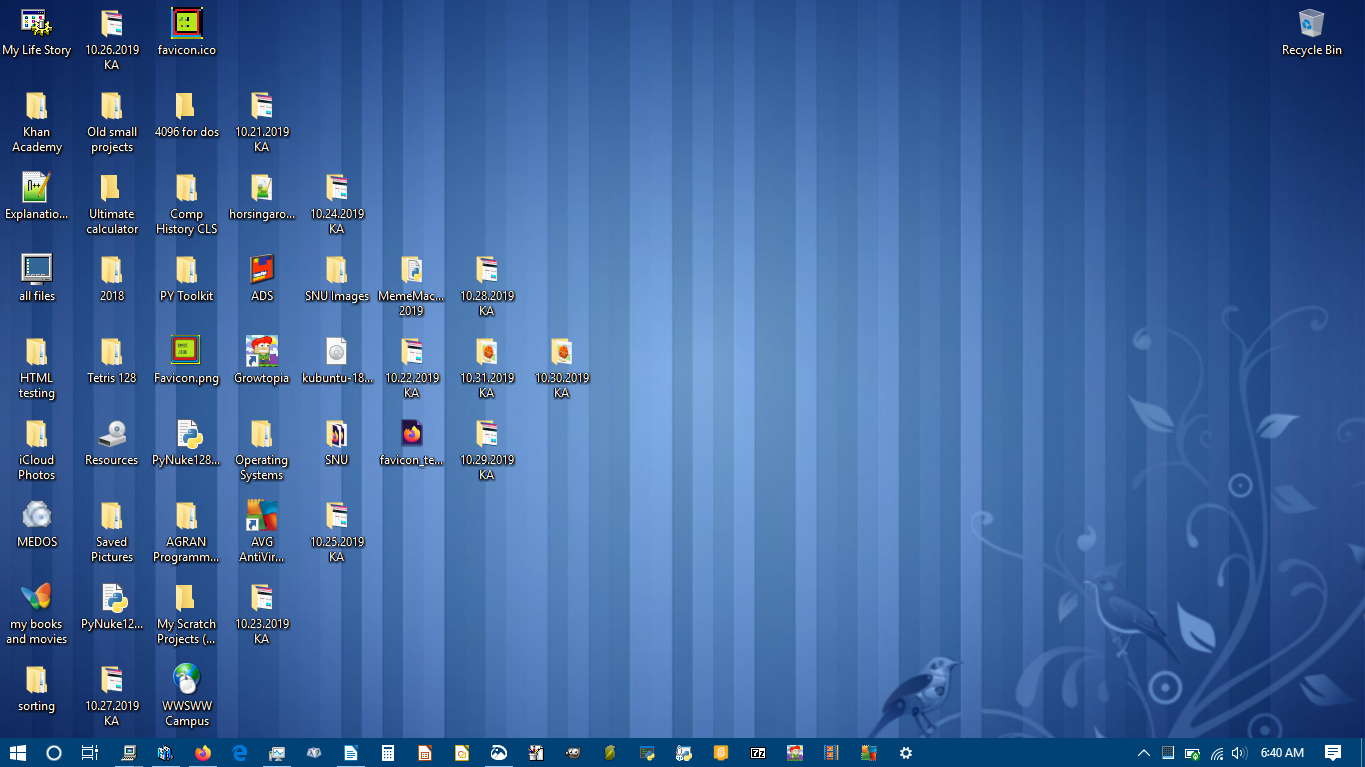 My Life Story
10.26.2019
KA
favicon.ico
Recycle Bin
Khan
Academy
Old small
projects
4096 for dos
10.21.2019
KA
Explanatio...
Ultimate
calculator
Comp
History CLS
horsingaro...
10.24.2019
KA
all files
2018
PY Toolkit
ADS
SNU Images
MemeMac...
2019
10.28.2019
KA
HTML
testing
Tetris 128
Favicon.png
Growtopia
kubuntu-18...
10.22.2019
KA
10.31.2019
KA
10.30.2019
KA
iCloud
Photos
Resources
PyNuke128...
Operating
Systems
SNU
favicon_te...
10.29.2019
KA
MEDOS
Saved
Pictures
AGRAN
Programm...
AVG
AntiVir...
10.25.2019
KA
my books
and movies
PyNuke12...
My Scratch
Projects (...
10.23.2019
KA
sorting
10.27.2019
KA
WWSWW
Campus
6:40 AM